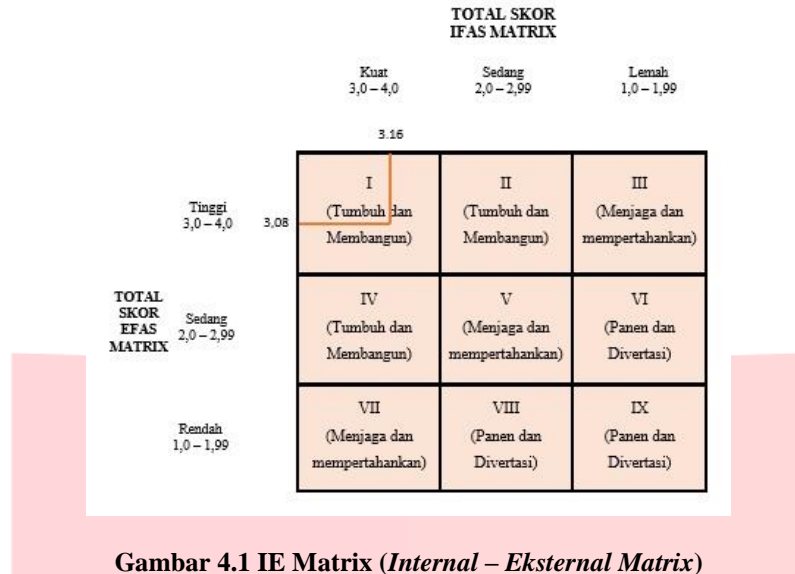 TOTAL SKOR
IFAS MATRIX
Kuat
3,0 – 4,0
Sedang
2,0 – 2,99
Lemah
1,0 – 1,99
3.16
Tinggi
3,0 – 4,0
3,08
I
(Tumbuh dan
Membangun)
II
(Tumbuh dan
Membangun)
III
(Menjaga dan
mempertahankan)
TOTAL
SKOR
EFAS
MATRIX
Sedang
2,0 – 2,99
IV
(Tumbuh dan
Membangun)
V
(Menjaga dan
mempertahankan)
VI
(Panen dan
Divertasi)
Rendah
1,0 – 1,99
VII
(Menjaga dan
mempertahankan)
VIII
(Panen dan
Divertasi)
IX
(Panen dan
Divertasi)
Gambar 4.1 IE Matrix (Internal – Eksternal Matrix)